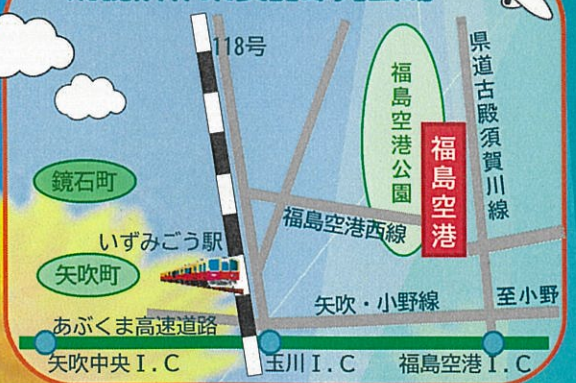 118号
県道古殿須賀川線
福島空港公園
福島空港
鏡石町
福島空港西線
いずみごう駅
矢吹町
矢吹・小野線
至小野
あぶくま高速道路
矢吹中央I.C
玉川I.C
福島空港I.C